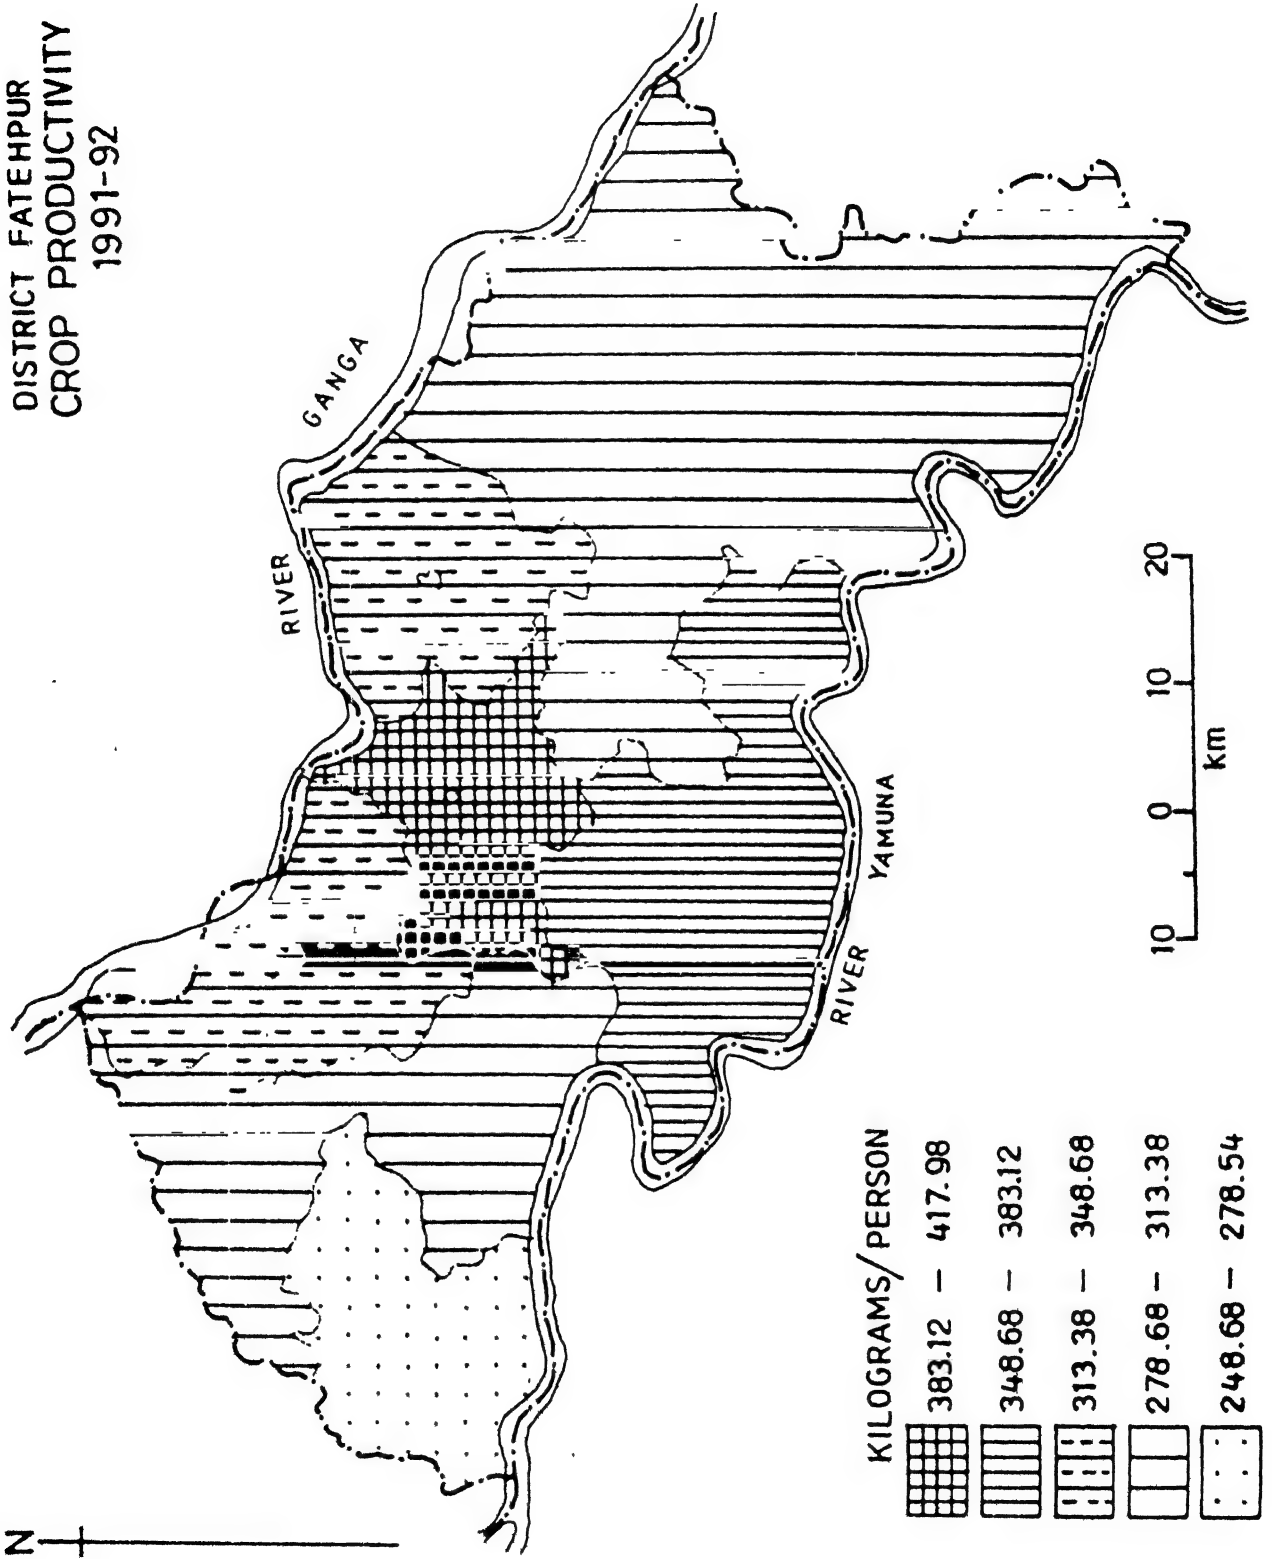 DISTRICT FATEHPUR
CROP PRODUCTIVITY
1991-92
N
RIVER GANGA
RIVER YAMUNA
10 0 10 20
km
KILOGRAMS/PERSON
383.12 – 417.98
348.68 – 383.12
313.38 – 348.68
278.68 – 313.38
248.68 – 278.54